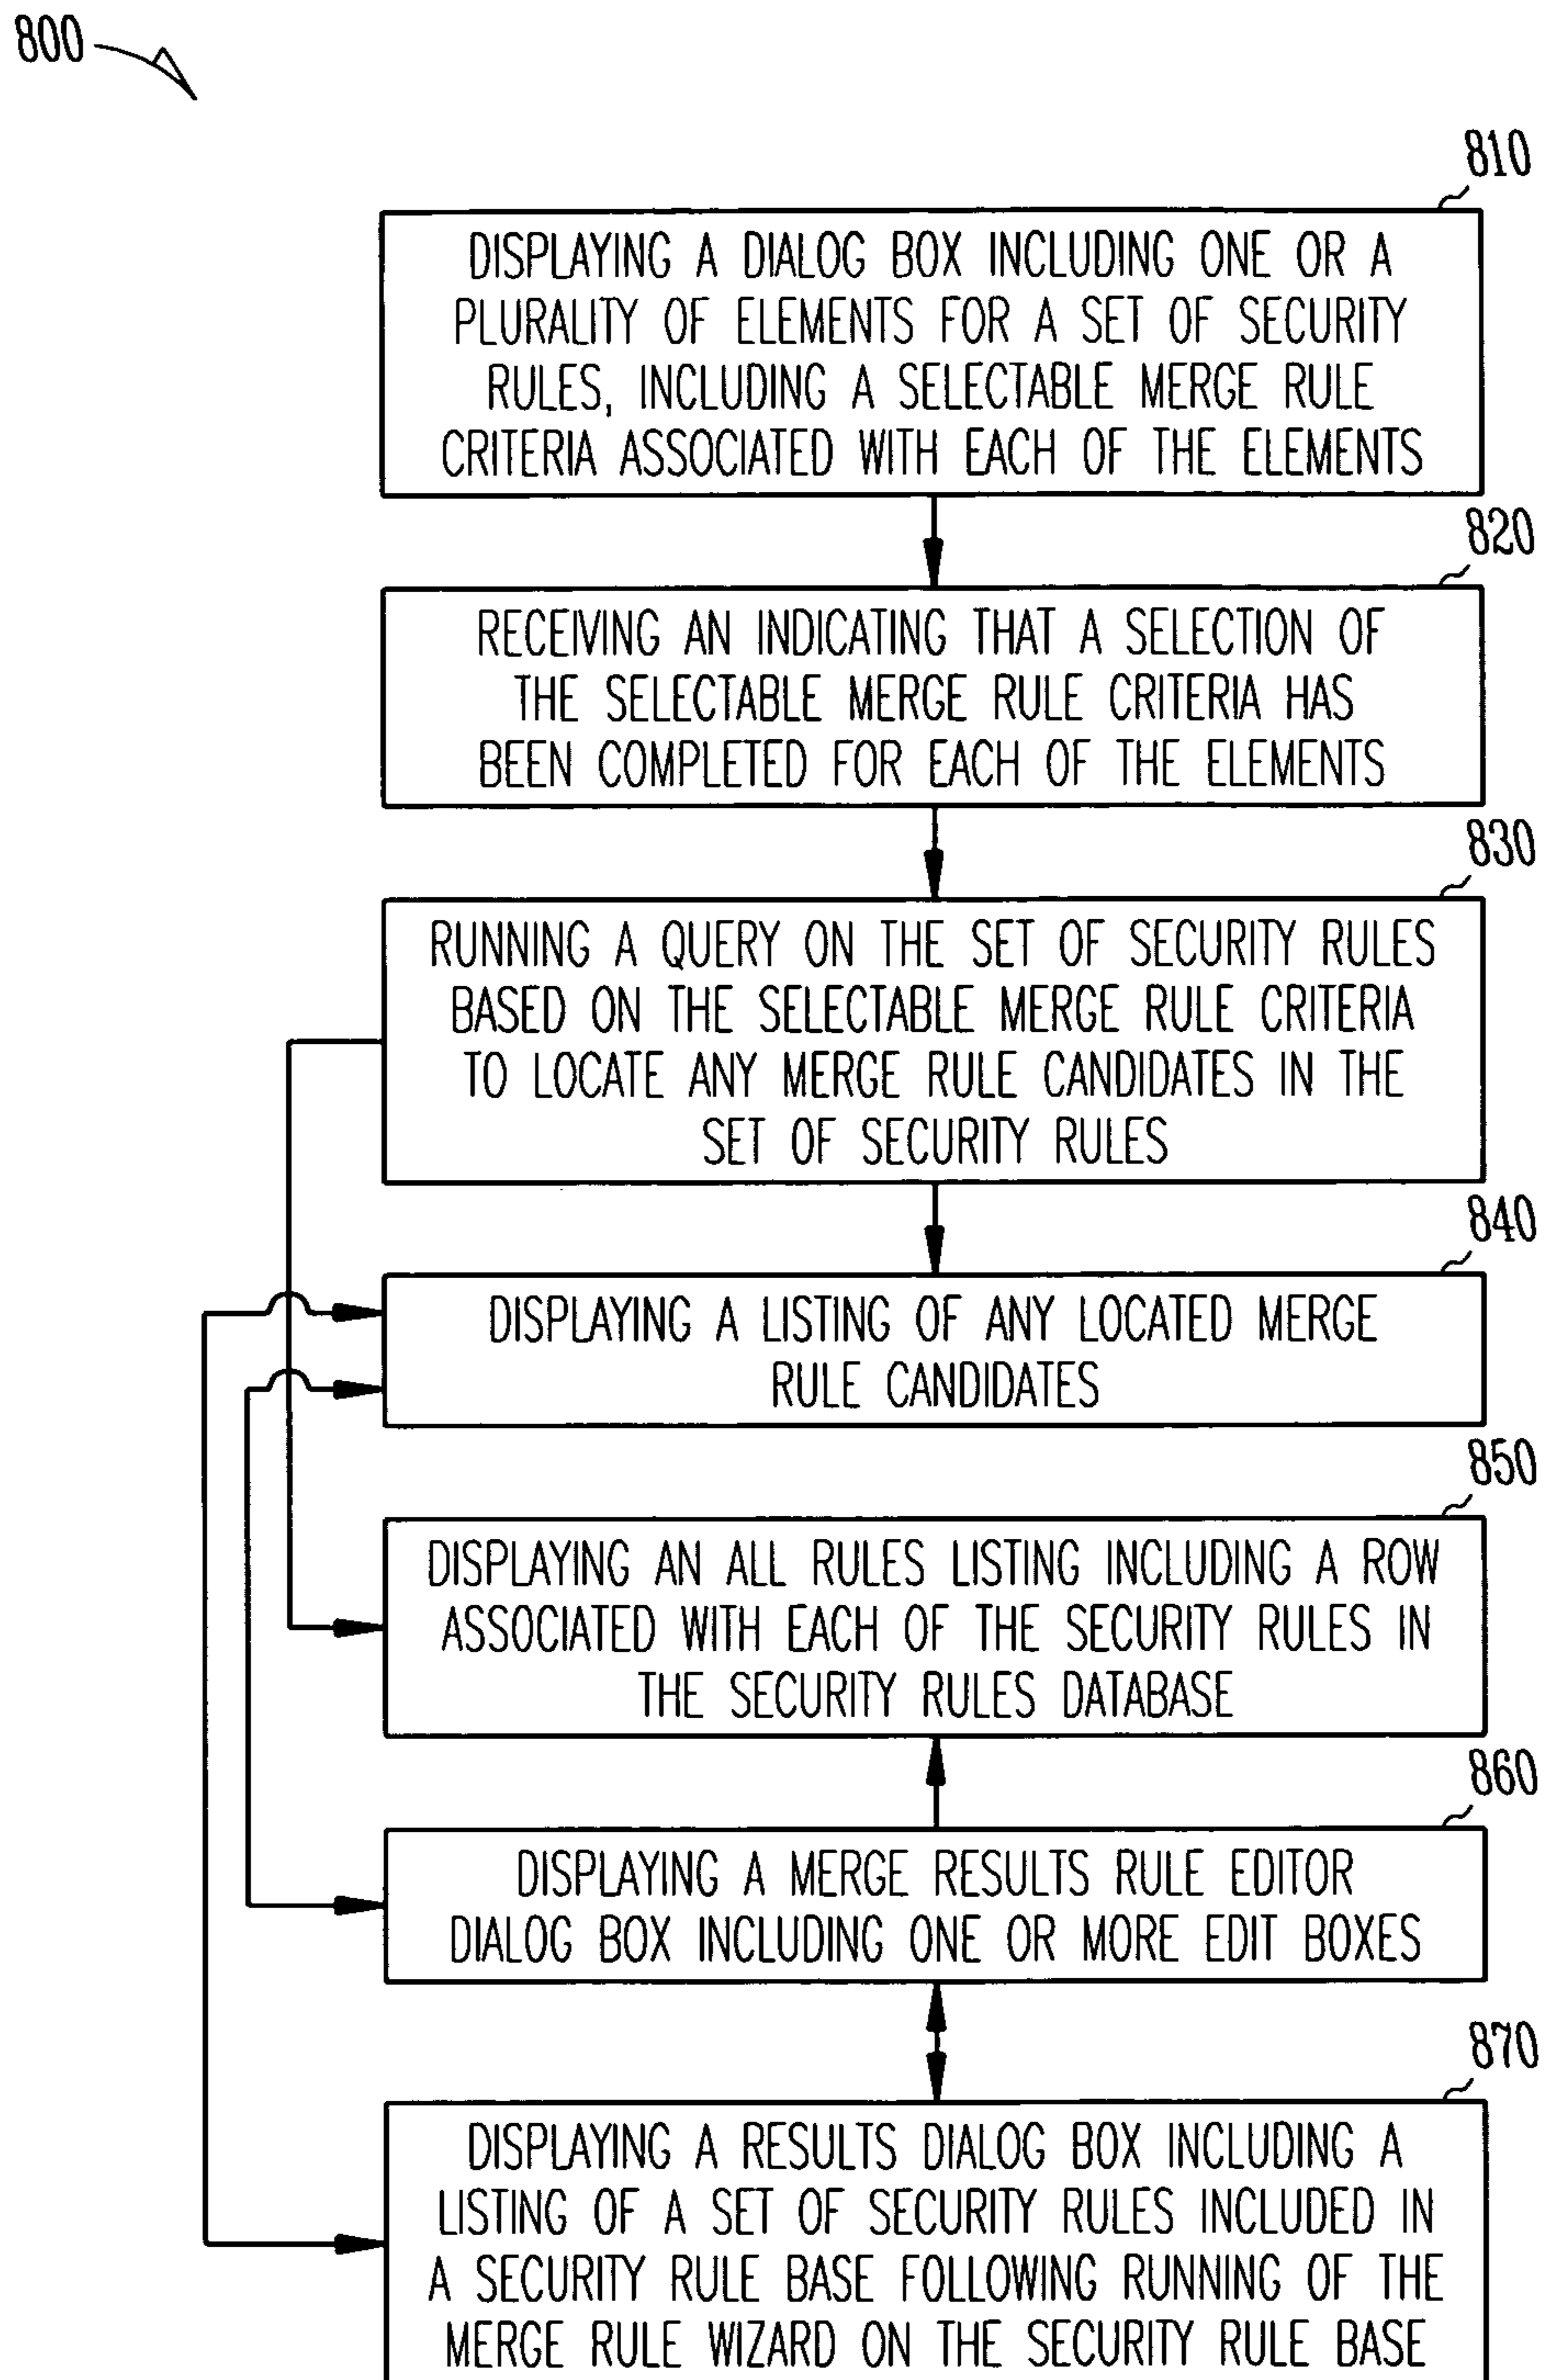 800
810
DISPLAYING A DIALOG BOX INCLUDING ONE OR A
PLURALITY OF ELEMENTS FOR A SET OF SECURITY
RULES, INCLUDING A SELECTABLE MERGE RULE
CRITERIA ASSOCIATED WITH EACH OF THE ELEMENTS
820
RECEIVING AN INDICATING THAT A SELECTION OF
THE SELECTABLE MERGE RULE CRITERIA HAS
BEEN COMPLETED FOR EACH OF THE ELEMENTS
830
RUNNING A QUERY ON THE SET OF SECURITY RULES
BASED ON THE SELECTABLE MERGE RULE CRITERIA
TO LOCATE ANY MERGE RULE CANDIDATES IN THE
SET OF SECURITY RULES
840
DISPLAYING A LISTING OF ANY LOCATED MERGE
RULE CANDIDATES
850
DISPLAYING AN ALL RULES LISTING INCLUDING A ROW
ASSOCIATED WITH EACH OF THE SECURITY RULES IN
THE SECURITY RULES DATABASE
860
DISPLAYING A MERGE RESULTS RULE EDITOR
DIALOG BOX INCLUDING ONE OR MORE EDIT BOXES
870
DISPLAYING A RESULTS DIALOG BOX INCLUDING A
LISTING OF A SET OF SECURITY RULES INCLUDED IN
A SECURITY RULE BASE FOLLOWING RUNNING OF THE
MERGE RULE WIZARD ON THE SECURITY RULE BASE